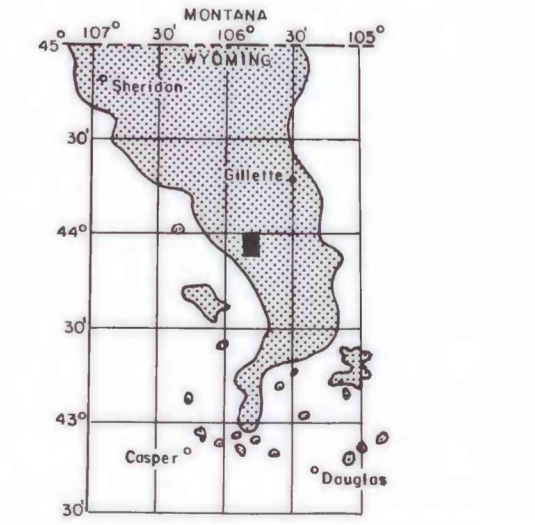 MONTANA
107° 30' 106° 30' 105°
45°
WYOMING
Sheridan
30'
Gillette
44°
30'
43°
Casper
Douglas
30'